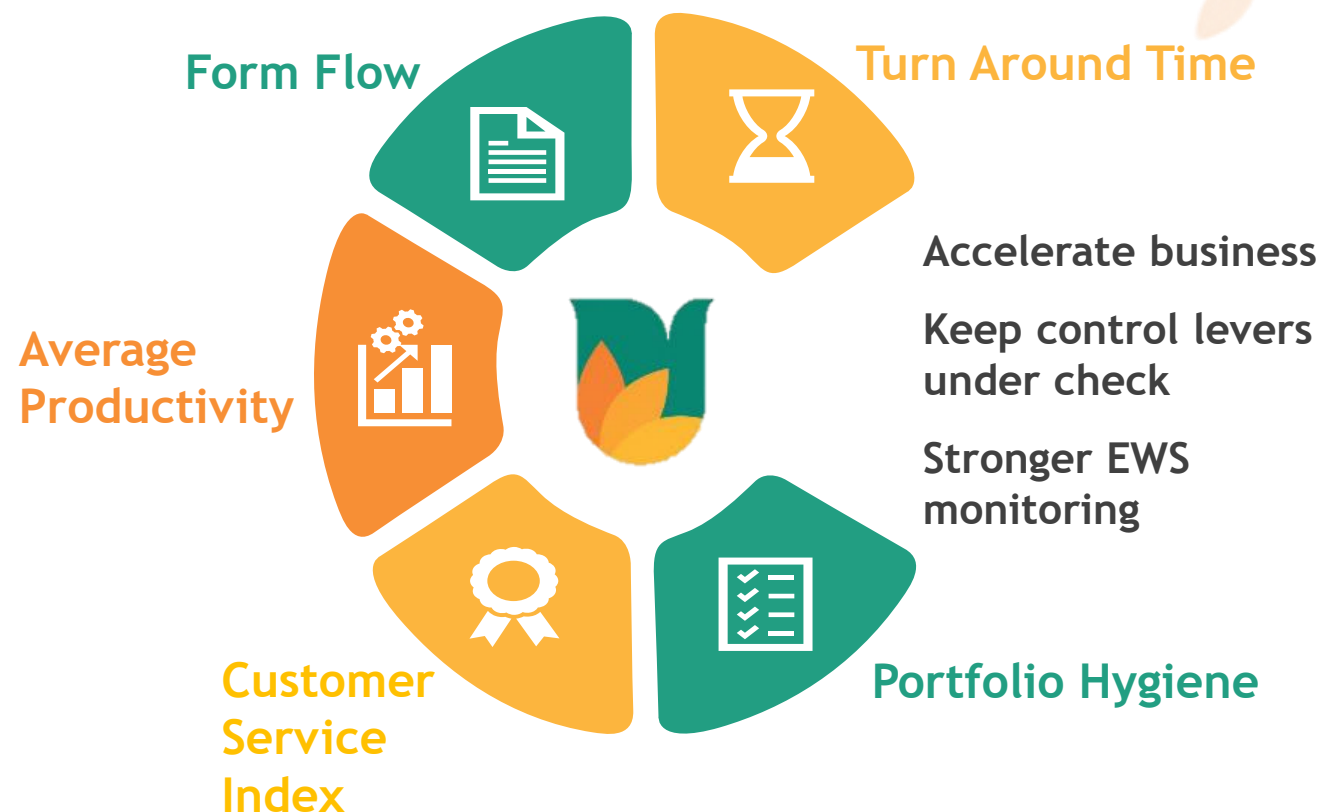 Form Flow
Turn Around Time
Accelerate business
Keep control levers
under check
Stronger EWS
monitoring
Average
Productivity
Customer
Service
Index
Portfolio Hygiene